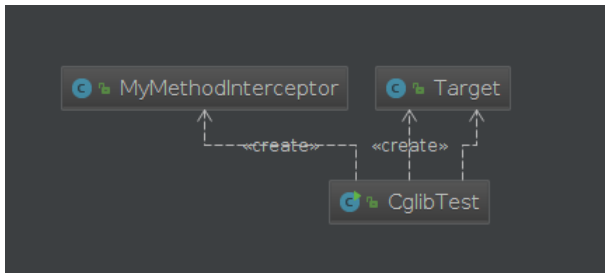 MyMethodInterceptor
Target
«create»
«create»
CglibTest